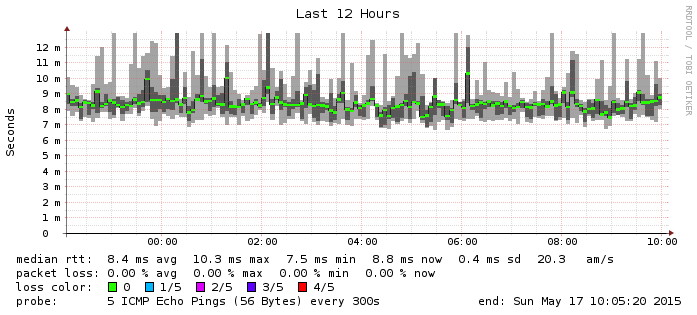 Last 12 Hours
RRDTOOL / TOBI OETIKER
Seconds
12 m
11 m
10 m
9 m
8 m
7 m
6 m
5 m
4 m
3 m
2 m
1 m
0
00:00 02:00 04:00 06:00 08:00 10:00
median rtt: 8.4 ms avg 10.3 ms max 7.5 ms min 8.8 ms now 0.4 ms sd 20.3 am/s
packet loss: 0.00 % avg 0.00 % max 0.00 % min 0.00 % now
loss color: 0 1/5 2/5 3/5 4/5
probe: 5 ICMP Echo Pings (56 Bytes) every 300s end: Sun May 17 10:05:20 2015